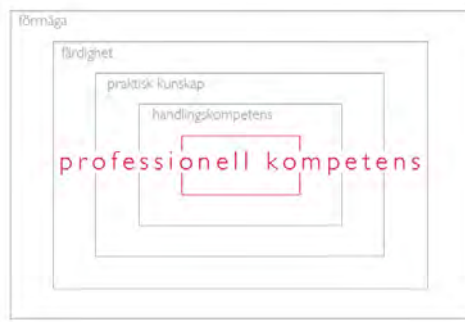 förmåga
färdighet
praktisk kunskap
handlingskompetens
professionell kompetens